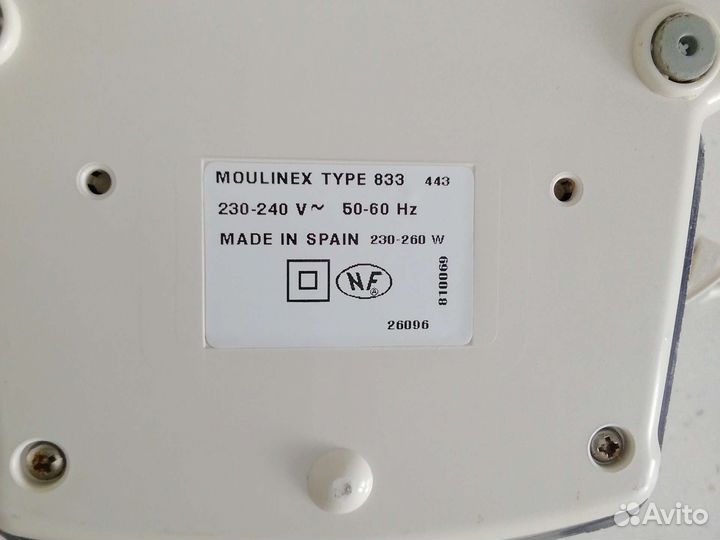 MOULINEX TYPE 833 443
230-240 V~ 50-60 Hz
MADE IN SPAIN 230-260 W
NF
A
810069
26096
Avito